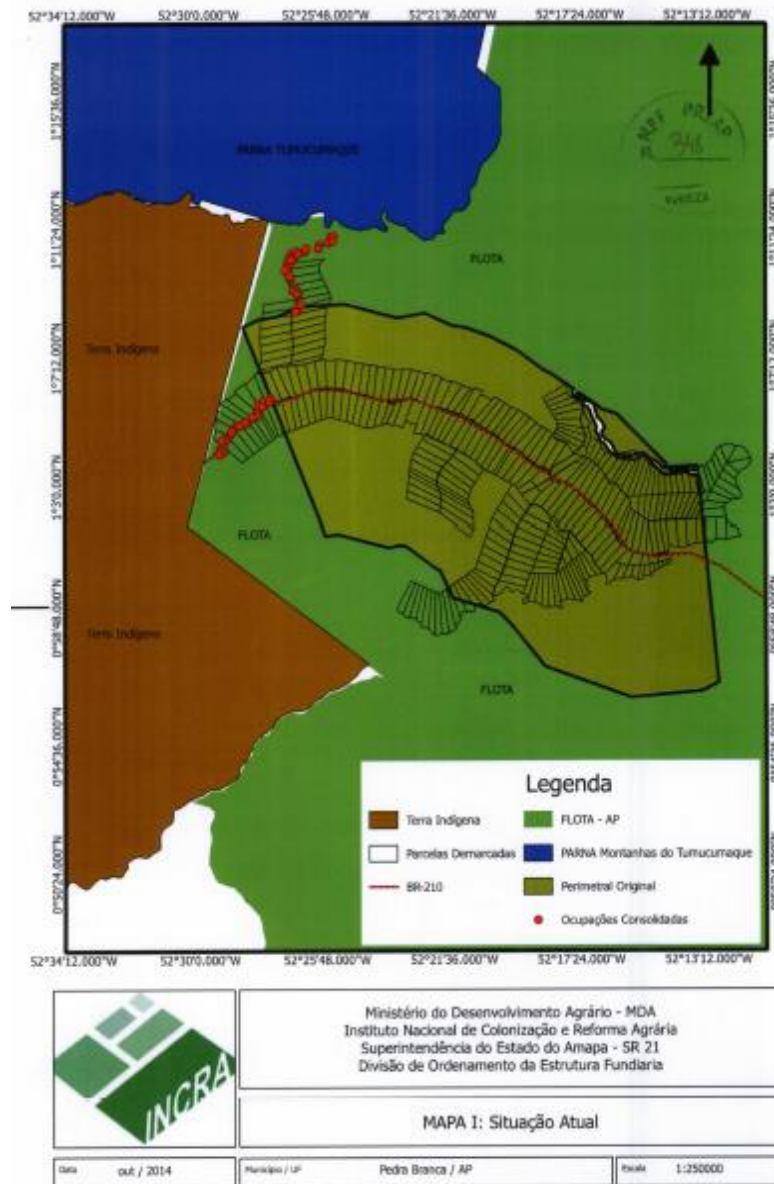 52°34'12.000"W 52°30'0.000"W 52°25'48.000"W 52°21'36.000"W 52°17'24.000"W 52°13'12.000"W
1°15'36.000"N
PARNA TUMUCUMAQUE
348
1°11'24.000"N
FLOTA
1°7'12.000"N
Terra Indígena
1°3'0.000"N
FLOTA
0°58'48.000"N
Terra Indígena
FLOTA
0°54'36.000"N
Legenda
Terra Indígena
FLOTA - AP
Parcelas Demarcadas
PARNA Montanhas do Tumucumaque
BR-210
Perimetral Original
Ocupações Consolidadas
0°50'24.000"N
52°34'12.000"W 52°30'0.000"W 52°25'48.000"W 52°21'36.000"W 52°17'24.000"W 52°13'12.000"W
INCRA
Ministério do Desenvolvimento Agrário - MDA
Instituto Nacional de Colonização e Reforma Agrária
Superintendência do Estado do Amapa - SR 21
Divisão de Ordenamento da Estrutura Fundiaria
MAPA I: Situação Atual
Data out / 2014
Município / UF Pedra Branca / AP
Escala 1:250000